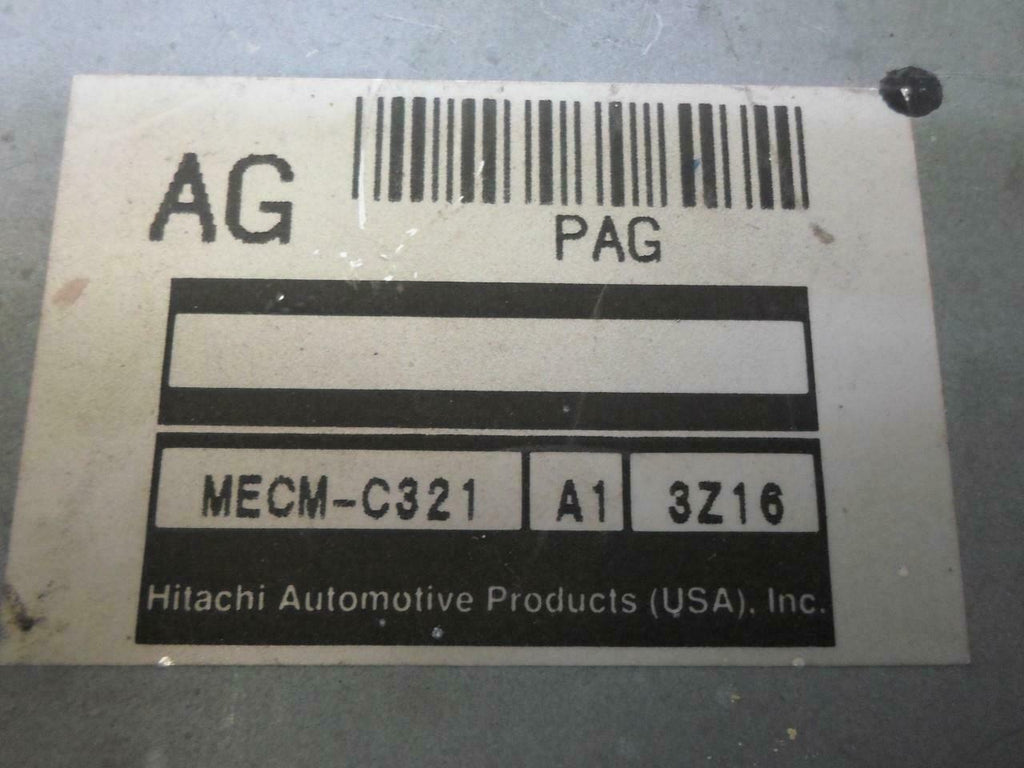 AG
PAG
MECM-C321 A1 3Z16
Hitachi Automotive Products (USA), Inc.